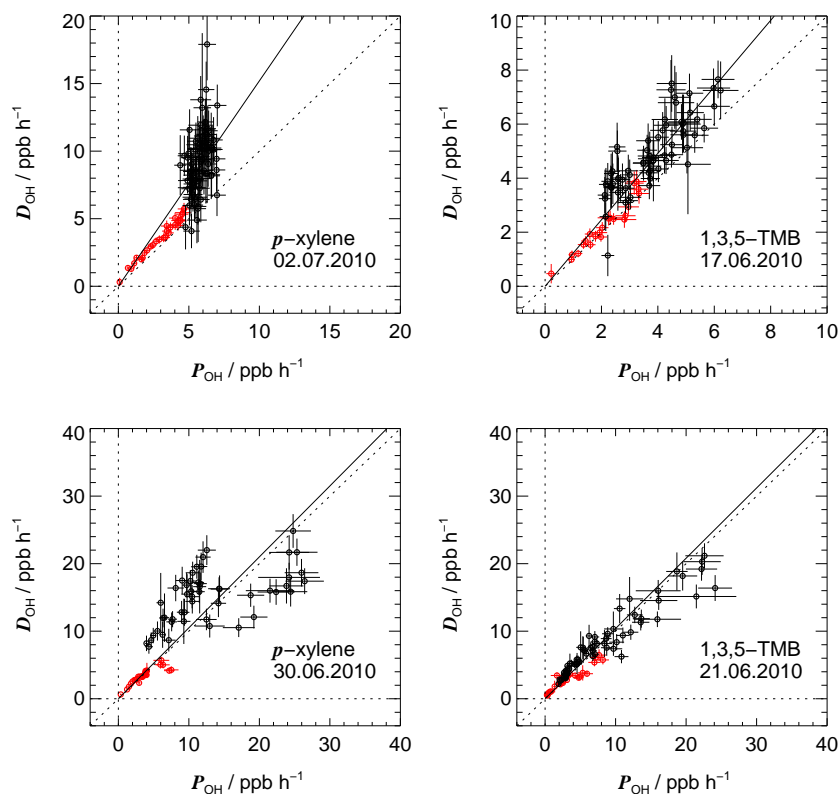 20
15
10
5
0
D_OH / ppb h⁻¹
p−xylene
02.07.2010
0 5 10 15 20
P_OH / ppb h⁻¹
10
8
6
4
2
0
D_OH / ppb h⁻¹
1,3,5−TMB
17.06.2010
0 2 4 6 8 10
P_OH / ppb h⁻¹
40
30
20
10
0
D_OH / ppb h⁻¹
p−xylene
30.06.2010
0 10 20 30 40
P_OH / ppb h⁻¹
40
30
20
10
0
D_OH / ppb h⁻¹
1,3,5−TMB
21.06.2010
0 10 20 30 40
P_OH / ppb h⁻¹